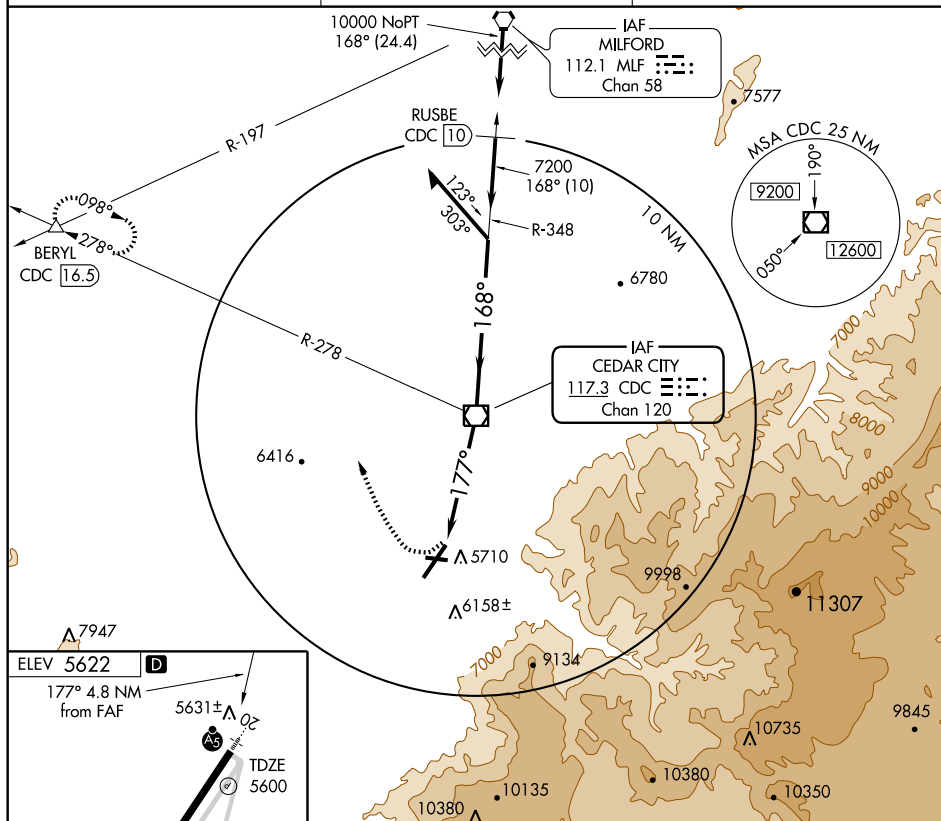 10000 NoPT
168° (24.4)
IAF
MILFORD
112.1 MLF
Chan 58
7577
RUSBE
CDC 10
R-197
7200
168° (10)
MSA CDC 25 NM
190°
9200
12600
050°
123°
303°
R-348
10 NM
098°
278°
BERYL
CDC 16.5
6780
168°
R-278
IAF
CEDAR CITY
117.3 CDC
Chan 120
7000
8000
9000
10000
6416
177°
5710
9998
11307
6158±
7947
7000
9134
ELEV 5622 D
177° 4.8 NM
from FAF
5631±
20
A5
TDZE
5600
10735
9845
10380
10135
10380
10350